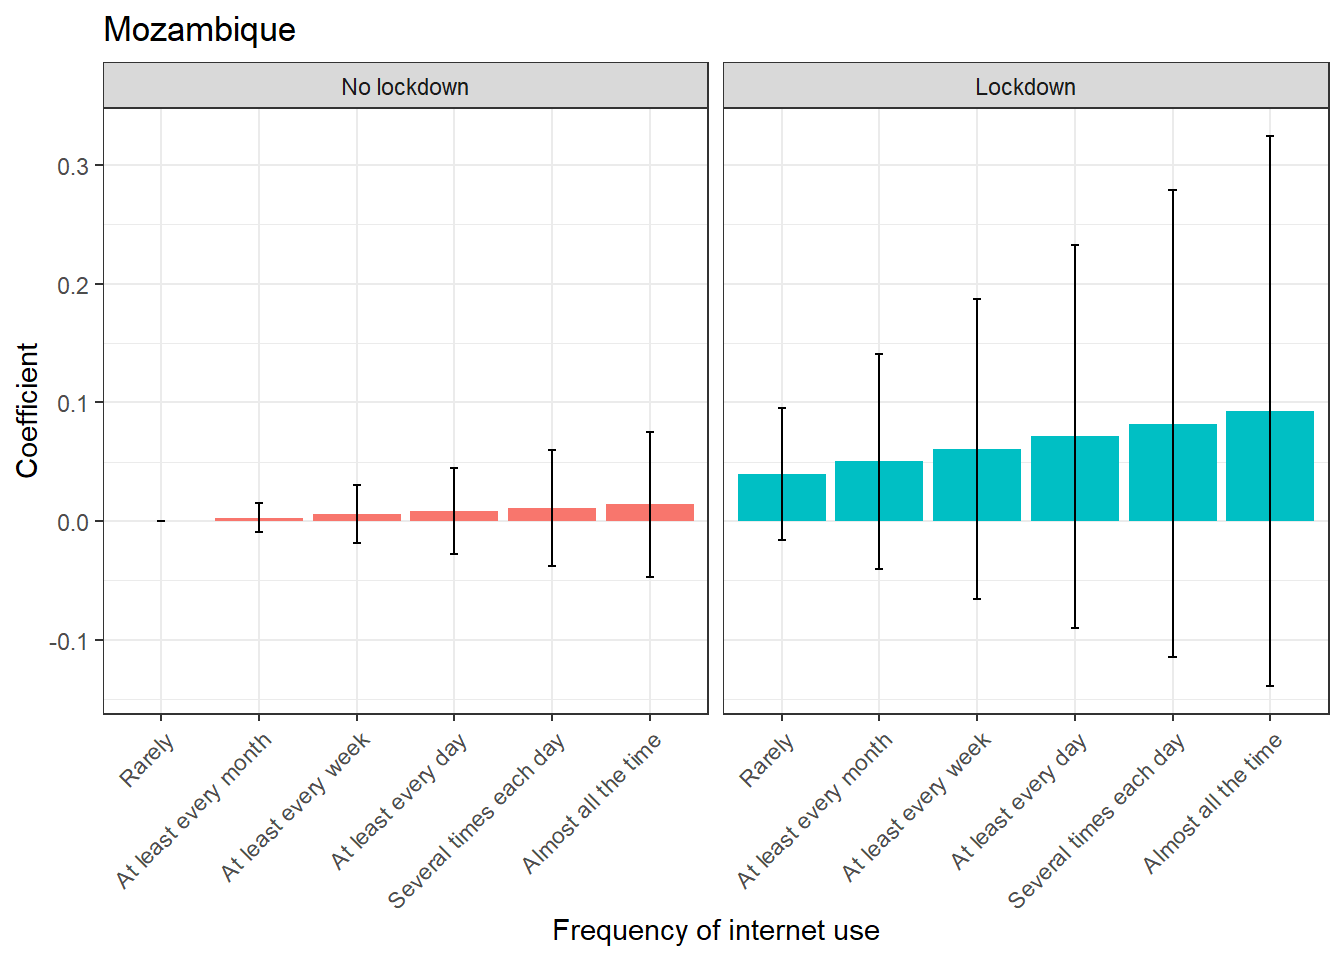 Mozambique
No lockdown
Lockdown
Coefficient
0.3
0.2
0.1
0.0
-0.1
Rarely
At least every month
At least every week
At least every day
Several times each day
Almost all the time
Rarely
At least every month
At least every week
At least every day
Several times each day
Almost all the time
Frequency of internet use